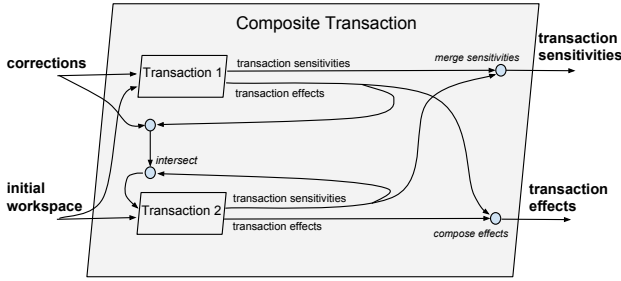 Composite Transaction
corrections
Transaction 1
transaction sensitivities
transaction effects
merge sensitivities
transaction
sensitivities
intersect
initial
workspace
Transaction 2
transaction sensitivities
transaction effects
compose effects
transaction
effects